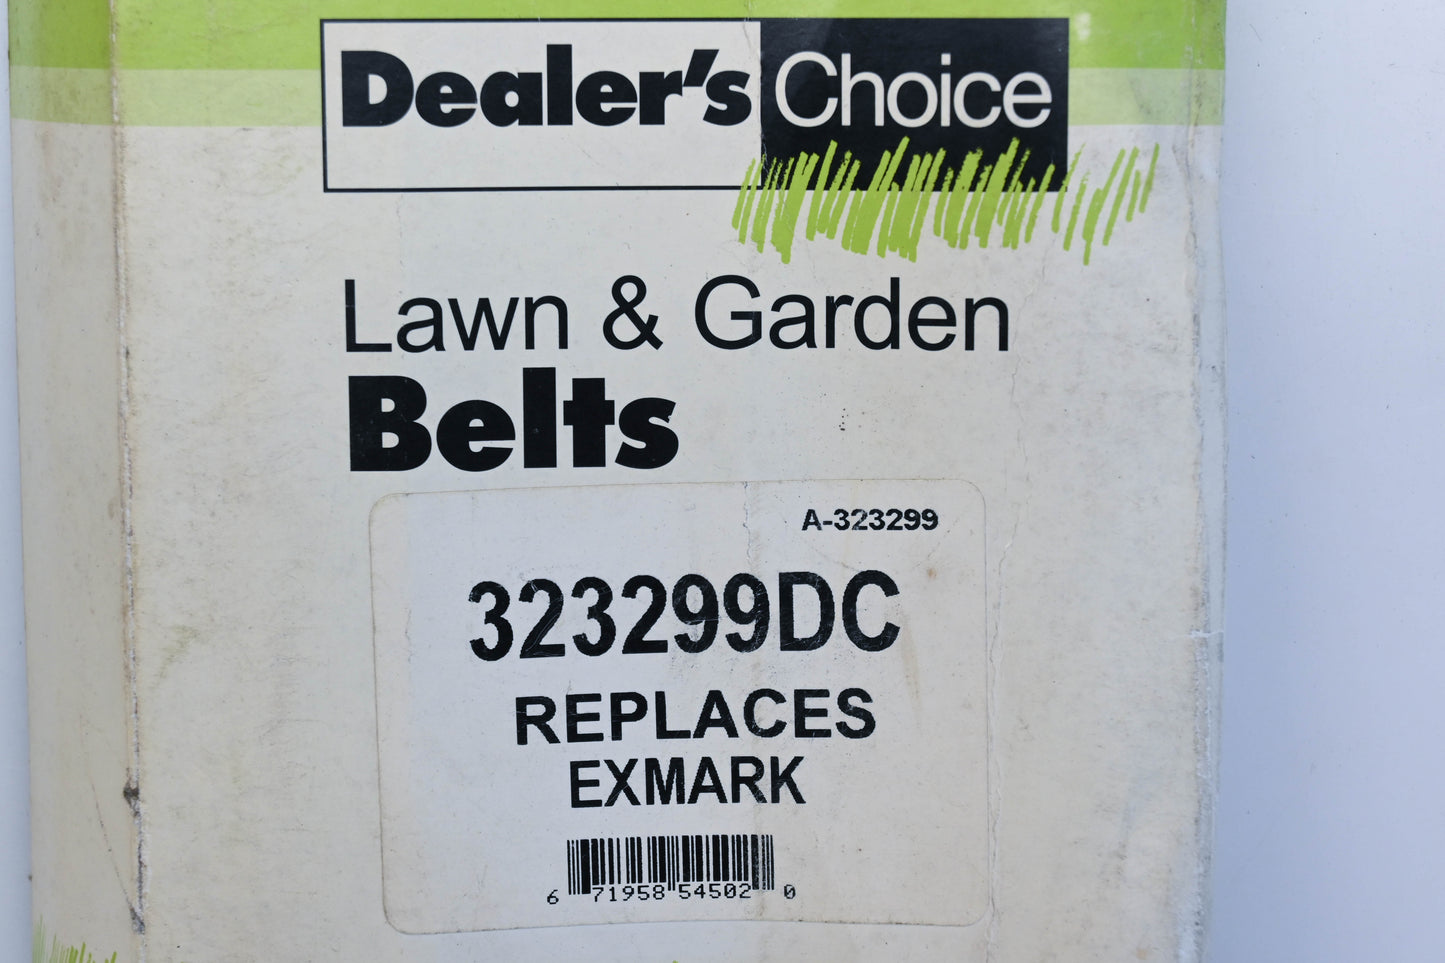 Dealer's Choice
Lawn & Garden
Belts
A-323299
323299DC
REPLACES
EXMARK
6 71958 54502 0